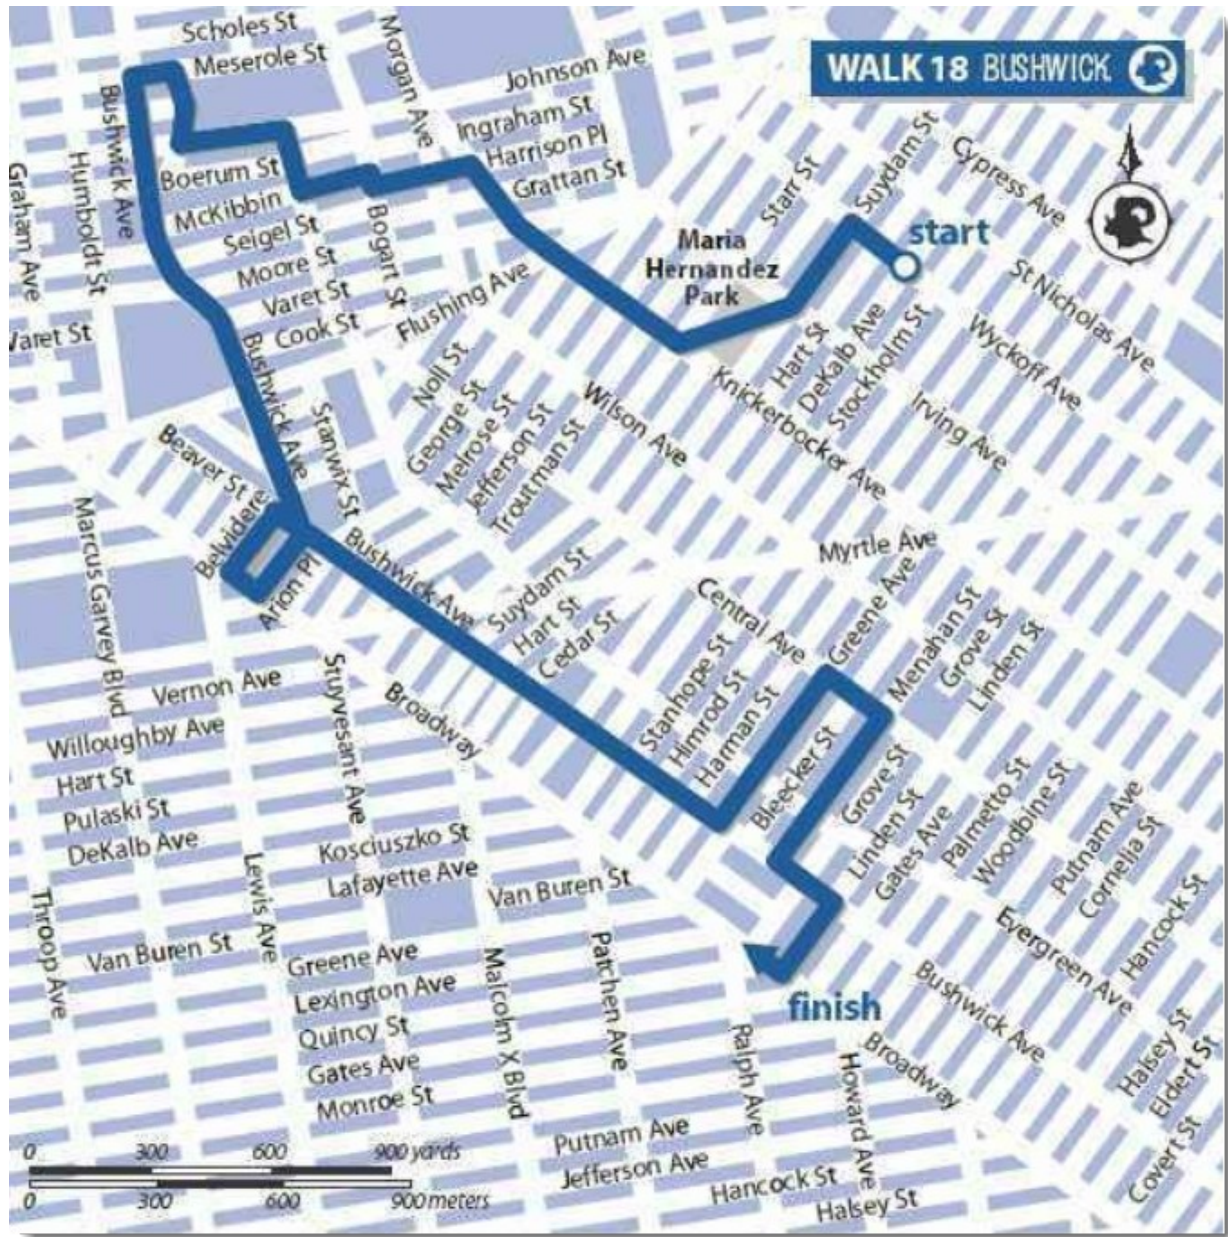 WALK 18 BUSHWICK
Scholes St
Meserole St
Morgan Ave
Johnson Ave
Ingraham St
Harrison Pl
Grattan St
Bushwick Ave
Humboldt St
Graham Ave
Varet St
Boerum St
McKibbin
Seigel St
Moore St
Varet St
Cook St
Bogart St
Flushing Ave
Starr St
Suydam St
Cypress Ave
start
Maria
Hernandez
Park
St Nicholas Ave
Wyckoff Ave
Irving Ave
Hart St
DeKalb Ave
Stockholm St
Knickerbocker Ave
Wilson Ave
Noll St
George St
Melrose St
Jefferson St
Troutman St
Bushwick Ave
Stanwix St
Beaver St
Belvidere
Arion Pl
Marcus Garvey Blvd
Bushwick Ave
Suydam St
Hart St
Cedar St
Myrtle Ave
Central Ave
Greene Ave
Menahan St
Grove St
Linden St
Stanhope St
Himrod St
Harman St
Bleecker St
Grove St
Linden St
Gates Ave
Palmetto St
Woodbine St
Putnam Ave
Cornelia St
Hancock St
Vernon Ave
Willoughby Ave
Hart St
Pulaski St
DeKalb Ave
Stuyvesant Ave
Broadway
Kosciuszko St
Lafayette Ave
Van Buren St
Lewis Ave
Throop Ave
Van Buren St
Greene Ave
Lexington Ave
Quincy St
Gates Ave
Monroe St
Malcolm X Blvd
Patchen Ave
finish
Evergreen Ave
Bushwick Ave
Broadway
Ralph Ave
Howard Ave
Halsey St
Eldert St
Covert St
Putnam Ave
Jefferson Ave
Hancock St
Halsey St
0 300 600 900 yards
0 300 600 900 meters